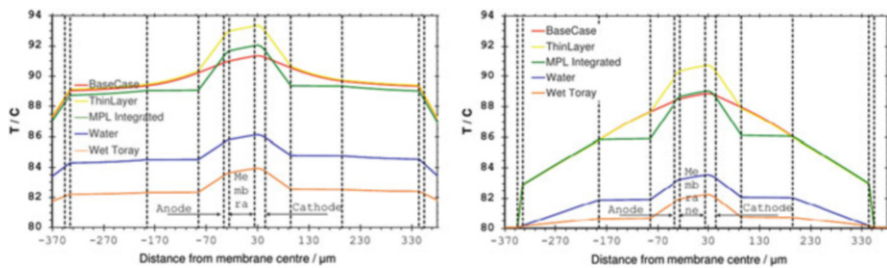 94
92
90
88
86
84
82
80
T / C
BaseCase
ThinLayer
MPL Integrated
Water
Wet Toray
Me
mb
ra
Anode
Cathode
-370 -270 -170 -70 30 130 230 330
Distance from membrane centre / µm
94
92
90
88
86
84
82
80
T / C
BaseCase
ThinLayer
MPL Integrated
Water
Wet Toray
Me
mb
ra
ne
Anode
Cathode
-370 -270 -170 -70 30 130 230 330
Distance from membrane centre / µm